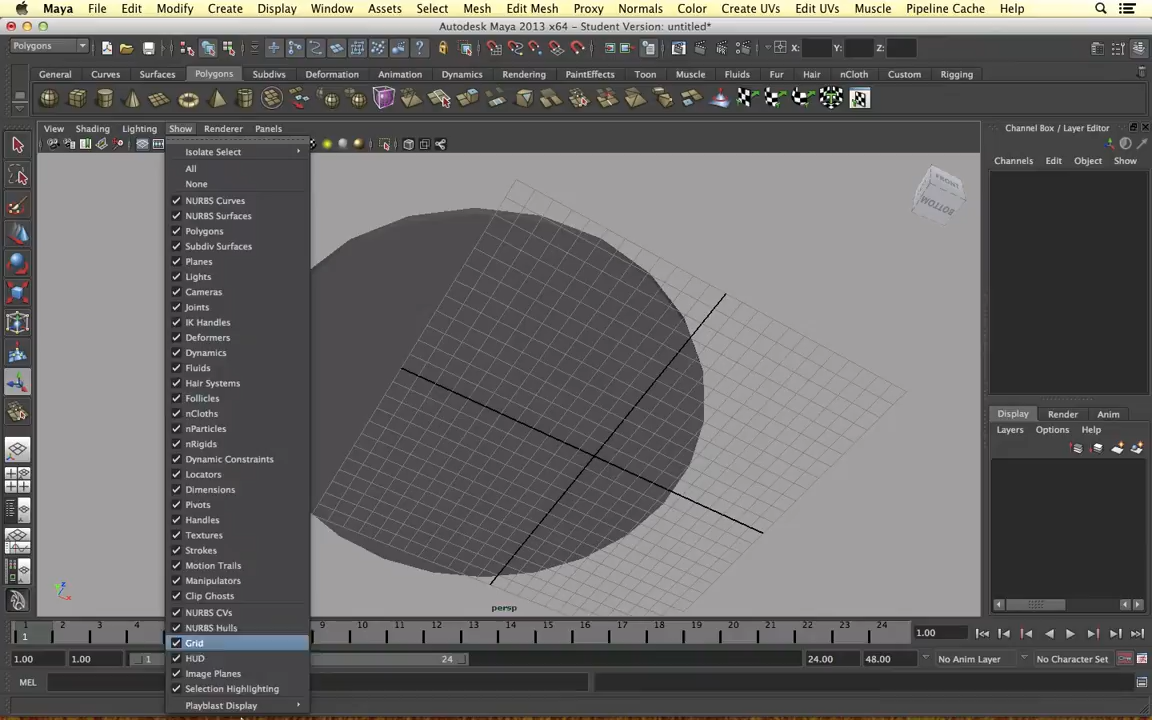 Maya File Edit Modify Create Display Window Assets Select Mesh Edit Mesh Proxy Normals Color Create UVs Edit UVs Muscle Pipeline Cache Help
Autodesk Maya 2013 x64 - Student Version: untitled*
Polygons X: Y: Z:
General Curves Surfaces Polygons Subdivs Deformation Animation Dynamics Rendering PaintEffects Toon Muscle Fluids Fur Hair nCloth Custom Rigging
View Shading Lighting Show Renderer Panels
Channel Box / Layer Editor
Channels Edit Object Show
Isolate Select
All
None
NURBS Curves
NURBS Surfaces
Polygons
Subdiv Surfaces
Planes
Lights
Cameras
Joints
IK Handles
Deformers
Dynamics
Fluids
Hair Systems
Follicles
nCloths
nParticles
nRigids
Dynamic Constraints
Locators
Dimensions
Pivots
Handles
Textures
Strokes
Motion Trails
Manipulators
Clip Ghosts
NURBS CVs
NURBS Hulls
Grid
HUD
Image Planes
Selection Highlighting
Playblast Display
FRONT
BOTTOM
persp
Display Render Anim
Layers Options Help
1 2 3 4 9 10 11 12 13 14 15 16 17 18 19 20 21 22 23 24
1 1.00
1.00 1.00 1 24 24.00 48.00 No Anim Layer No Character Set
MEL